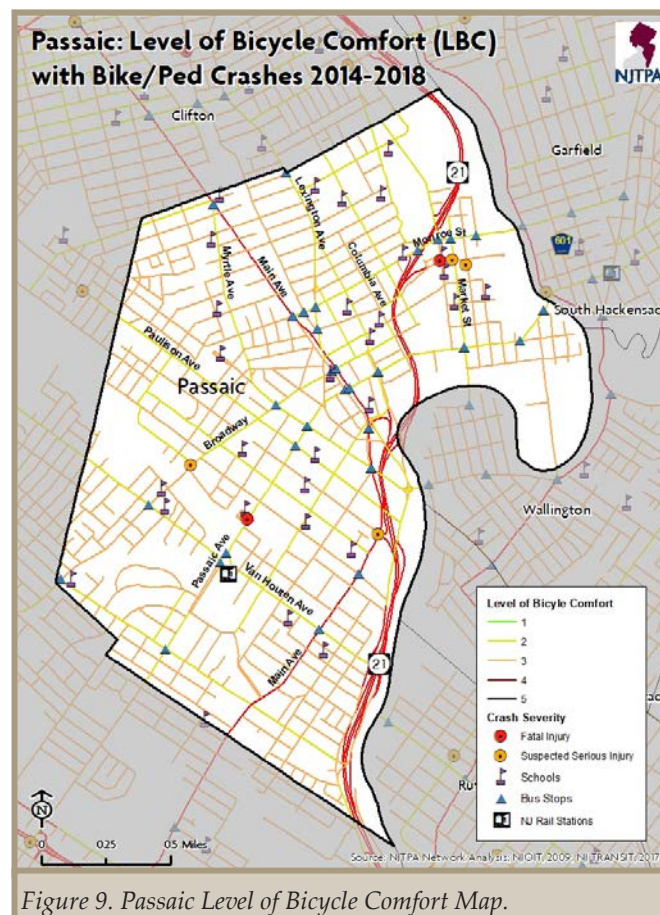 Passaic: Level of Bicycle Comfort (LBC)
with Bike/Ped Crashes 2014-2018
NJTPA
Clifton
Garfield
21
Lexington Ave
Monroe St
601
Columbia Ave
Myrtle Ave
Main Ave
Market St
South Hackensac
Paulison Ave
Passaic
Broadway
Wallington
Passaic Ave
Van Houten Ave
Main Ave
21
Level of Bicyle Comfort
1
2
3
4
5
Crash Severity
Fatal Injury
Suspected Serious Injury
Schools
Bus Stops
NJ Rail Stations
Ru
N
0 0.25 0.5 Miles
Source: NJTPA Network Analysis; NJOIT, 2009, NJ TRANSIT, 2017
Figure 9. Passaic Level of Bicycle Comfort Map.